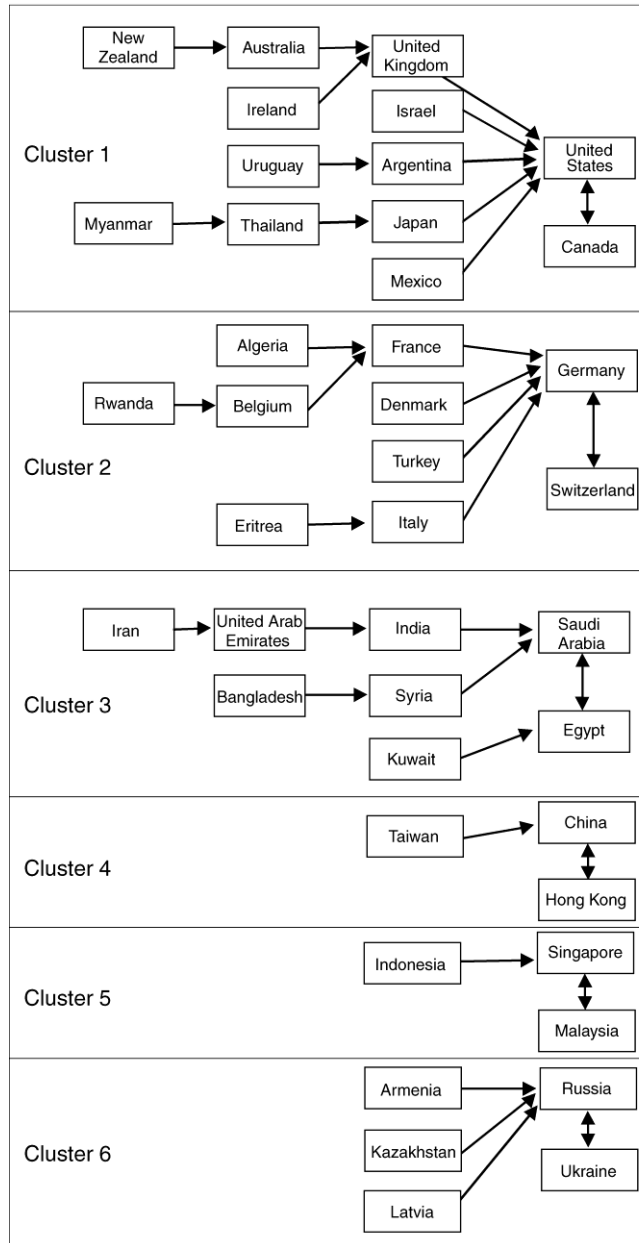 New
Zealand
Australia
United
Kingdom
Ireland
Israel
Cluster 1
Uruguay
Argentina
United
States
Myanmar
Thailand
Japan
Canada
Mexico
Algeria
France
Germany
Rwanda
Belgium
Denmark
Cluster 2
Turkey
Switzerland
Eritrea
Italy
Iran
United Arab
Emirates
India
Saudi
Arabia
Cluster 3
Bangladesh
Syria
Egypt
Kuwait
Taiwan
China
Cluster 4
Hong Kong
Indonesia
Singapore
Cluster 5
Malaysia
Armenia
Russia
Cluster 6
Kazakhstan
Ukraine
Latvia